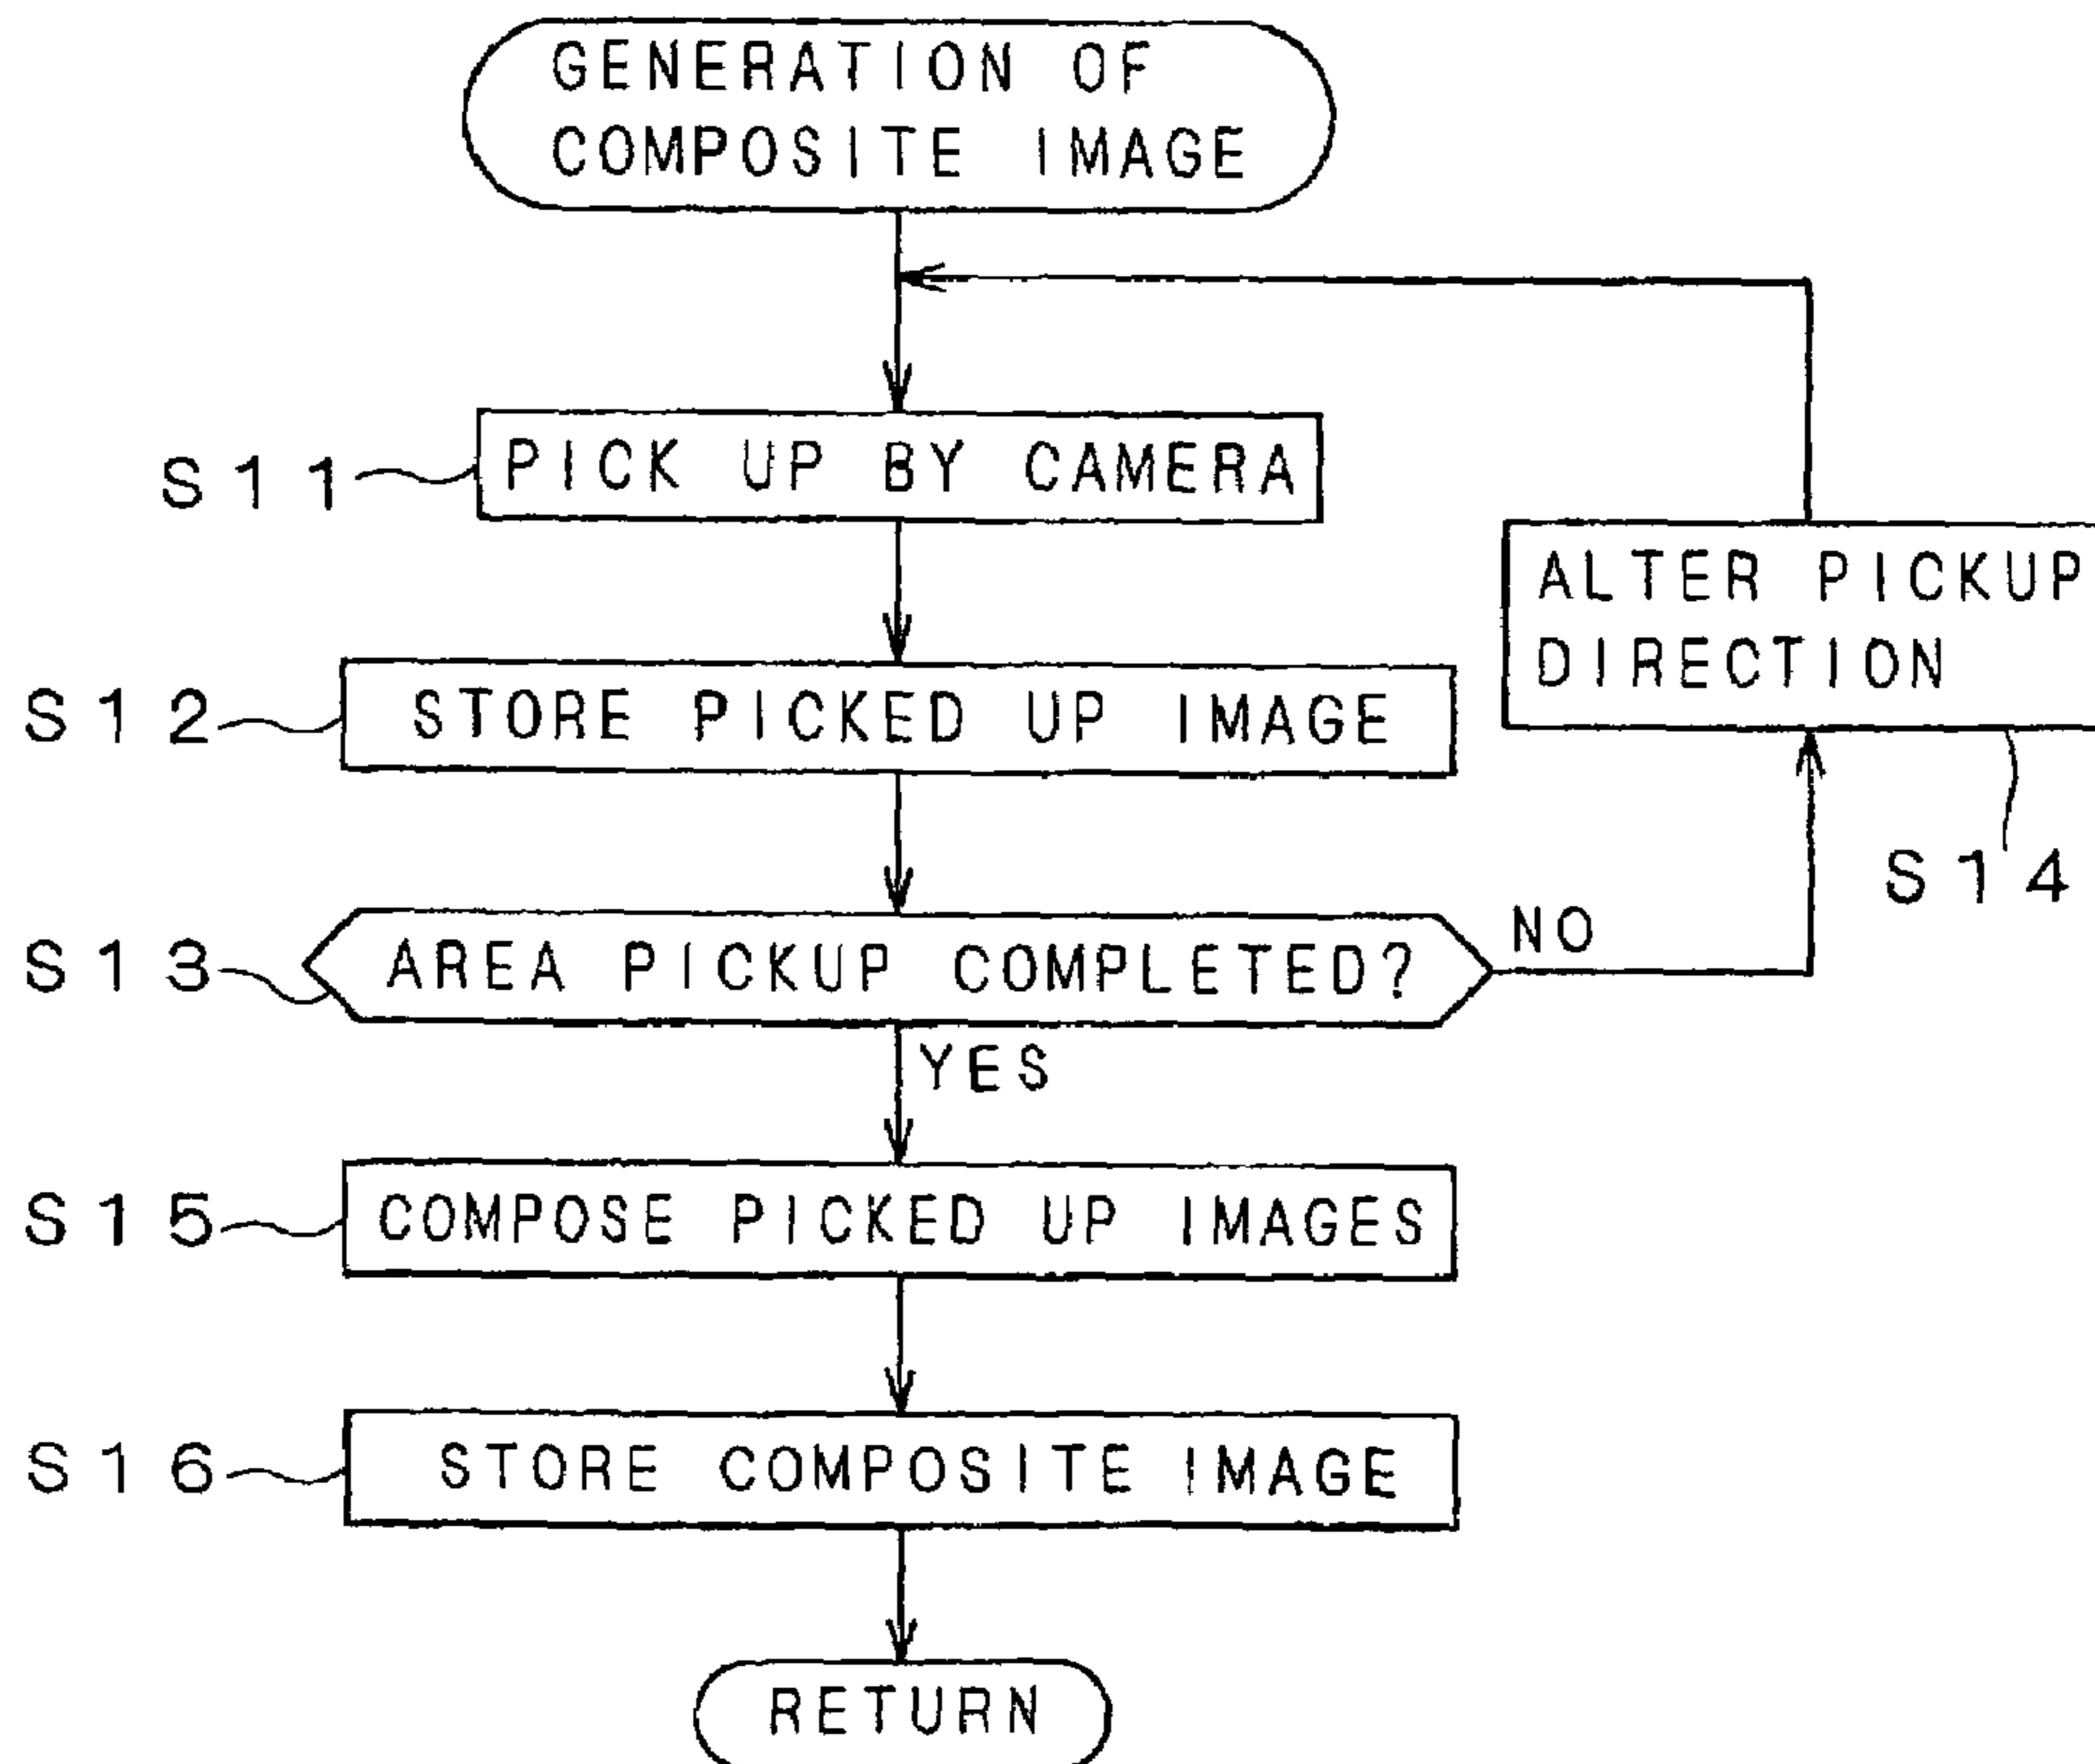 GENERATION OF
COMPOSITE IMAGE
S11
PICK UP BY CAMERA
ALTER PICKUP
DIRECTION
S12
STORE PICKED UP IMAGE
S14
NO
S13
AREA PICKUP COMPLETED?
YES
S15
COMPOSE PICKED UP IMAGES
S16
STORE COMPOSITE IMAGE
RETURN